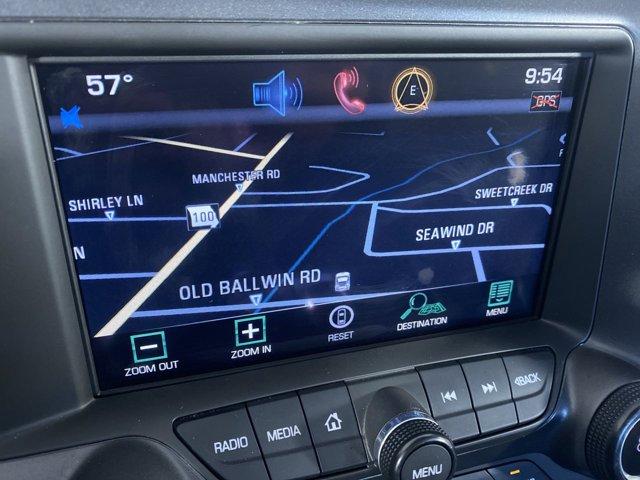 57°
E
9:54
GPS
MANCHESTER RD
SHIRLEY LN
SWEETCREEK DR
100
SEAWIND DR
N
OLD BALLWIN RD
ZOOM OUT
ZOOM IN
RESET
DESTINATION
MENU
RADIO
MEDIA
BACK
MENU